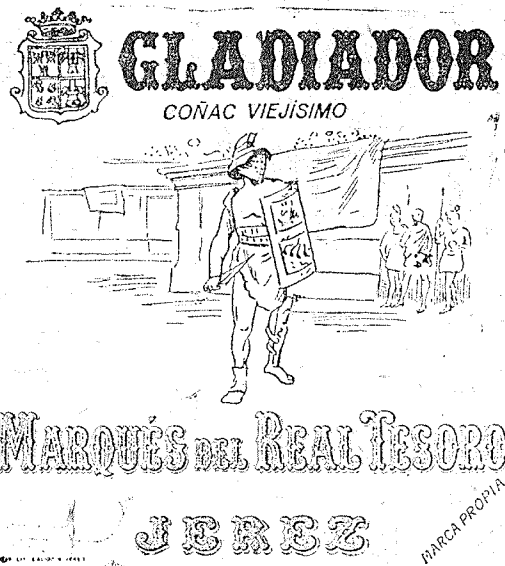 GLADIADOR
COÑAC VIEJÍSIMO
MARQUÉS DEL REAL TESORO
JEREZ
MARCA PROPIA